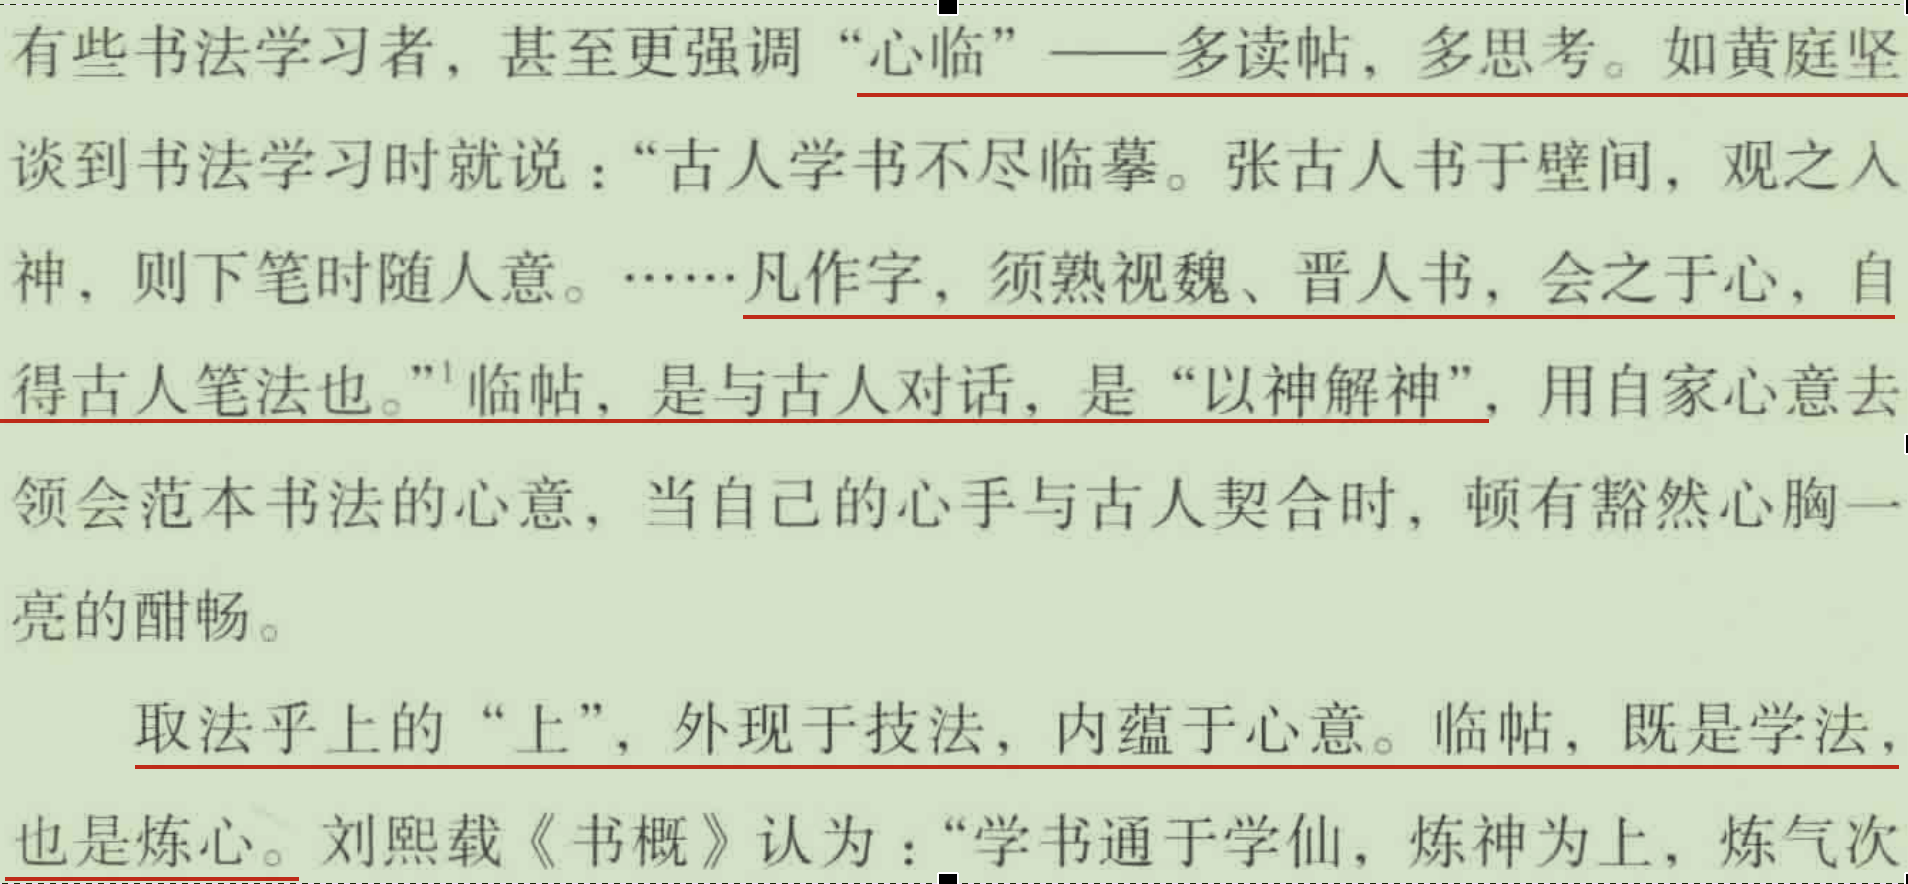 有些书法学习者，甚至更强调“心临”——多读帖，多思考。如黄庭坚
谈到书法学习时就说：“古人学书不尽临摹。张古人书于壁间，观之入
神，则下笔时随人意。……凡作字，须熟视魏、晋人书，会之于心，自
得古人笔法也。”1临帖，是与古人对话，是“以神解神”，用自家心意去
领会范本书法的心意，当自己的心手与古人契合时，顿有豁然心胸一
亮的酣畅。
取法乎上的“上”，外现于技法，内蕴于心意。临帖，既是学法，
也是炼心。刘熙载《书概》认为：“学书通于学仙，炼神为上，炼气次